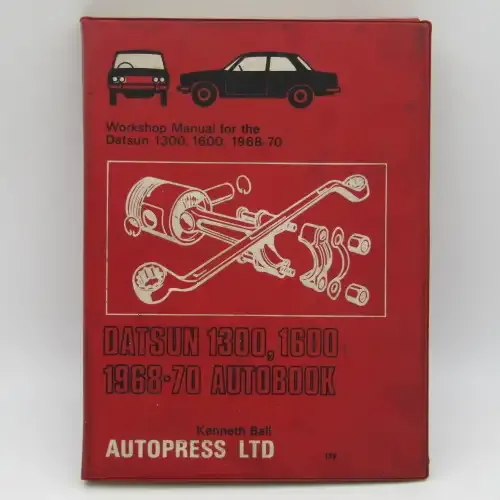 Workshop Manual for the
Datsun 1300, 1600, 1968-70
DATSUN 1300, 1600
1968-70 AUTOBOOK
Kenneth Ball
AUTOPRESS LTD